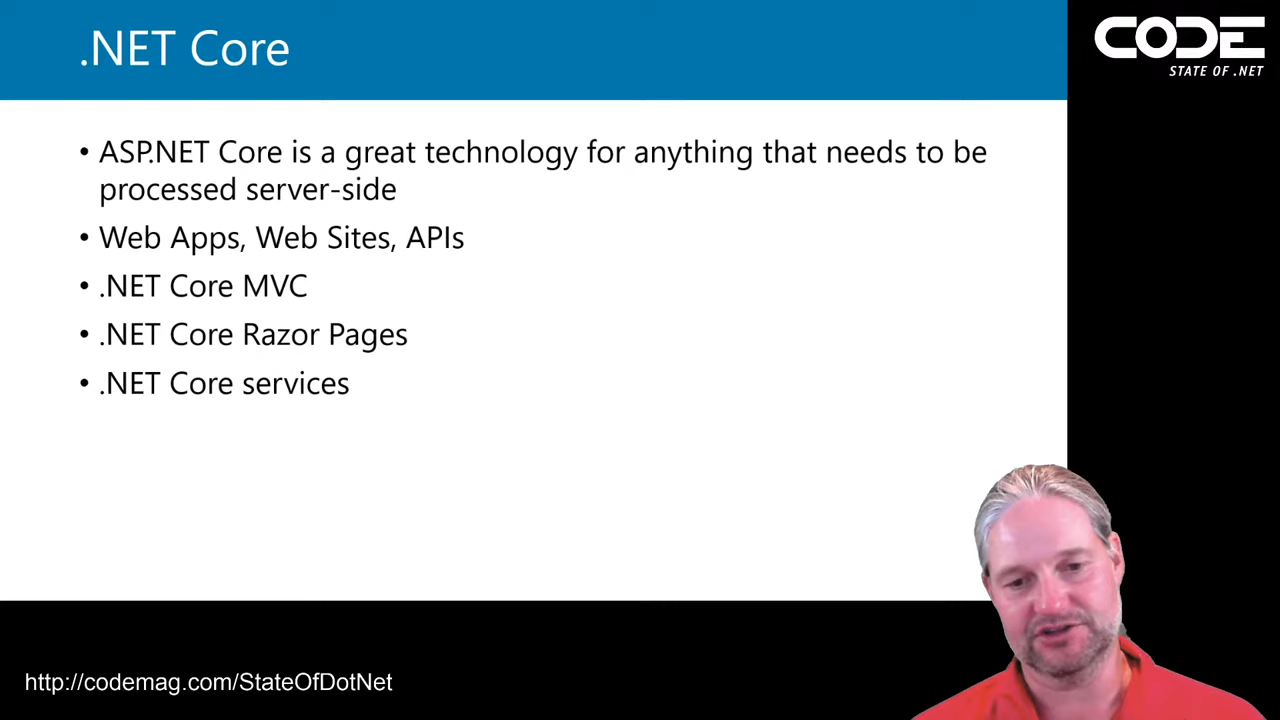 .NET Core
CODE
STATE OF .NET
• ASP.NET Core is a great technology for anything that needs to be
processed server-side
• Web Apps, Web Sites, APIs
• .NET Core MVC
• .NET Core Razor Pages
• .NET Core services
http://codemag.com/StateOfDotNet